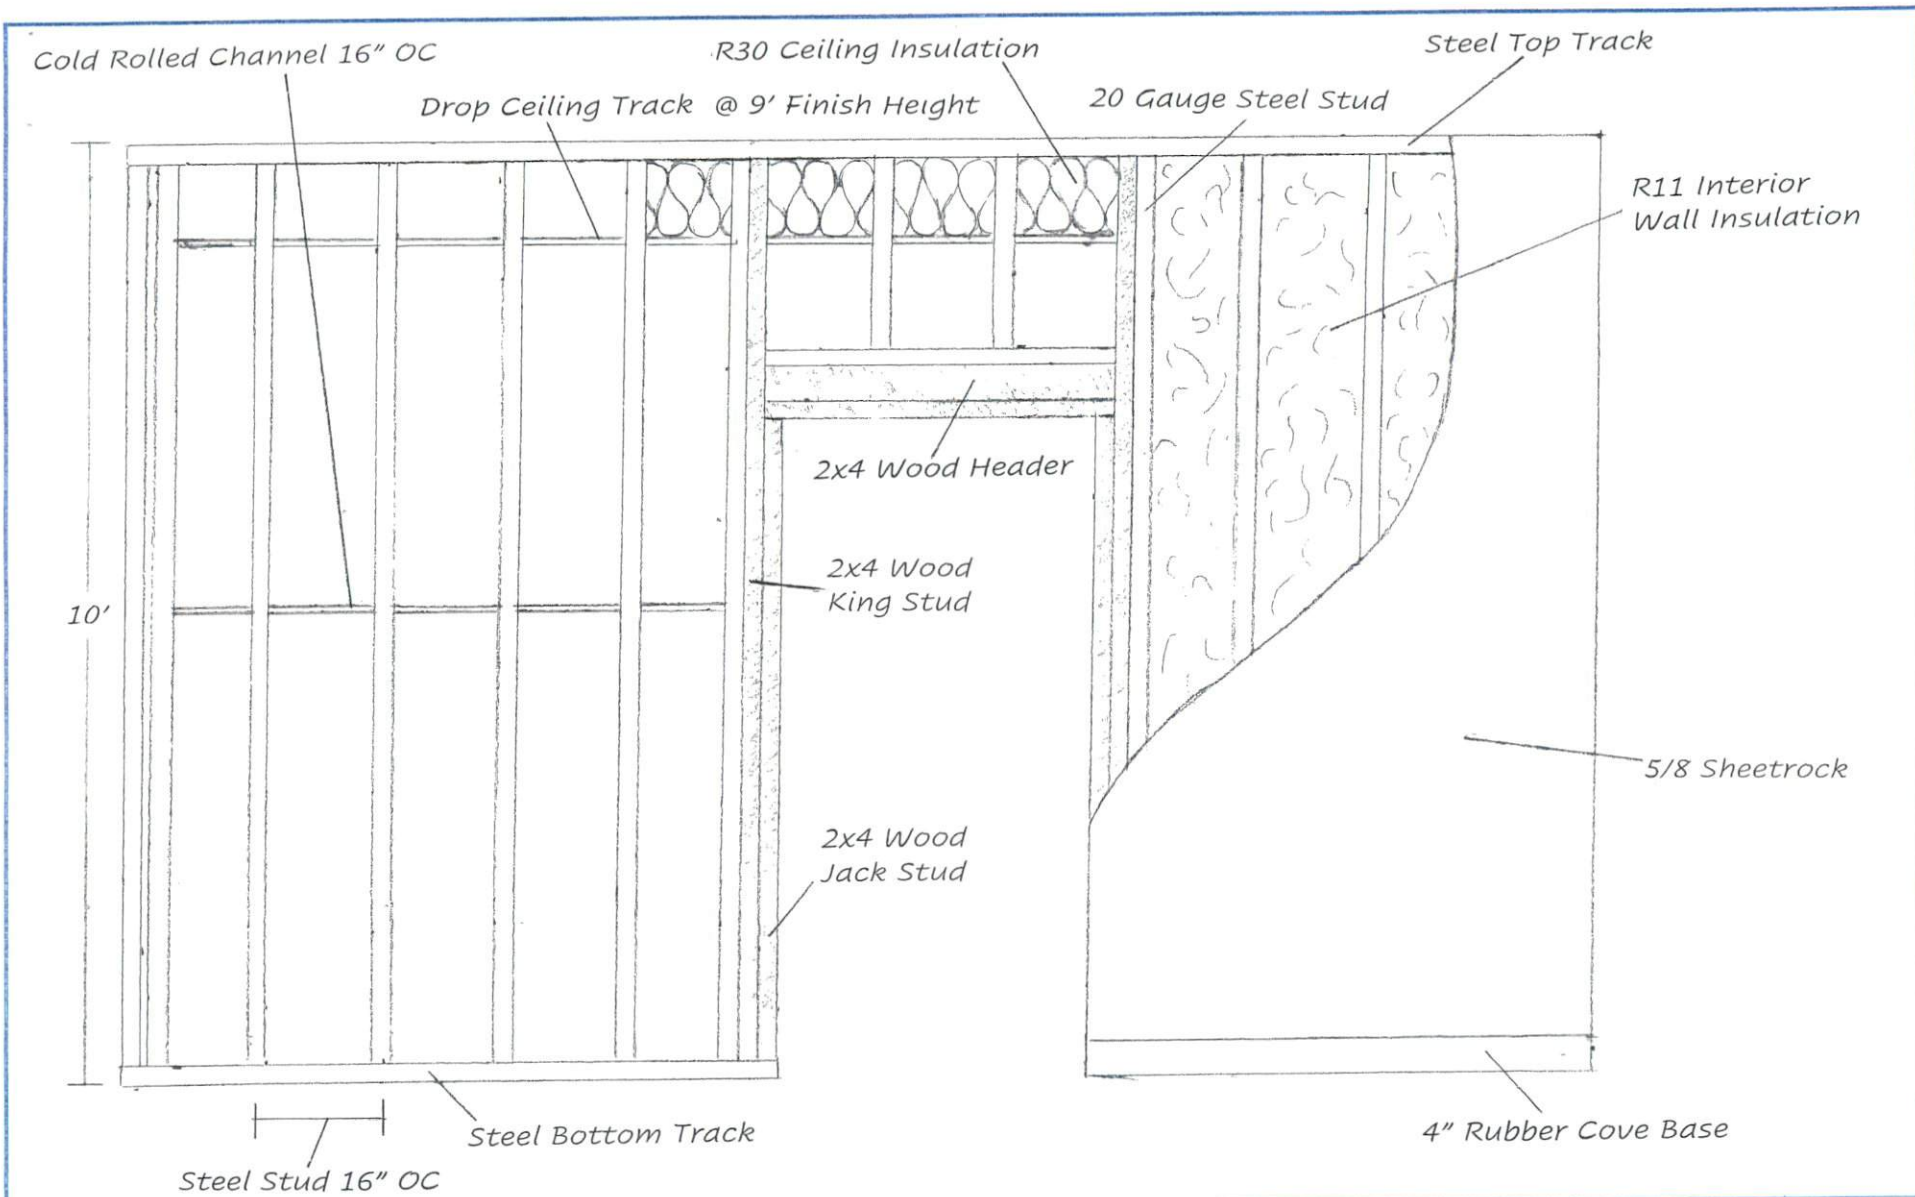 Cold Rolled Channel 16" OC
R30 Ceiling Insulation
Steel Top Track
Drop Ceiling Track @ 9' Finish Height
20 Gauge Steel Stud
R11 Interior
Wall Insulation
2x4 Wood Header
2x4 Wood
King Stud
10'
5/8 Sheetrock
2x4 Wood
Jack Stud
Steel Bottom Track
4" Rubber Cove Base
Steel Stud 16" OC